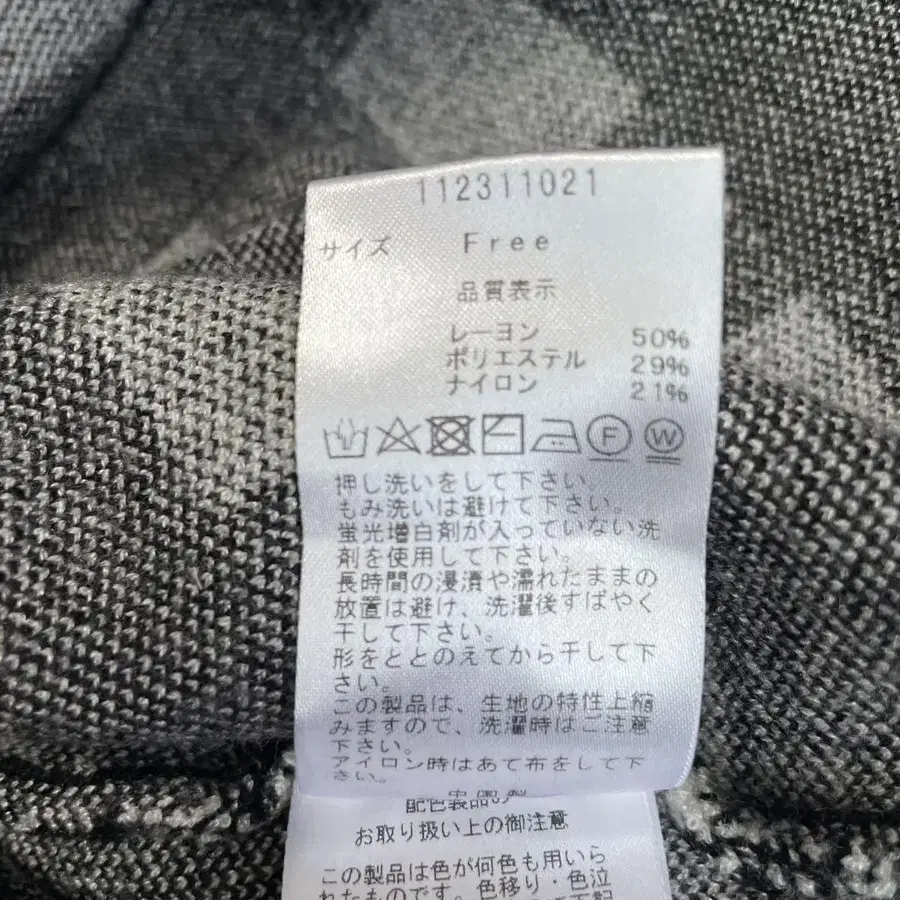 112311021
サイズ Free
品質表示
レーヨン 50%
ポリエステル 29%
ナイロン 21%
F W
押し洗いをして下さい。
もみ洗いは避けて下さい。
蛍光増白剤が入っていない洗
剤を使用して下さい。
長時間の浸漬や濡れたままの
放置は避け、洗濯後すばやく
干して下さい。
形をととのえてから干して下
さい。
この製品は、生地の特性上縮
みますので、洗濯時はご注意
下さい。
アイロン時はあて布をして下
さい。
配色製品の
お取り扱い上の御注意
この製品は色が何色も用いら
れたものです。色移り・色泣